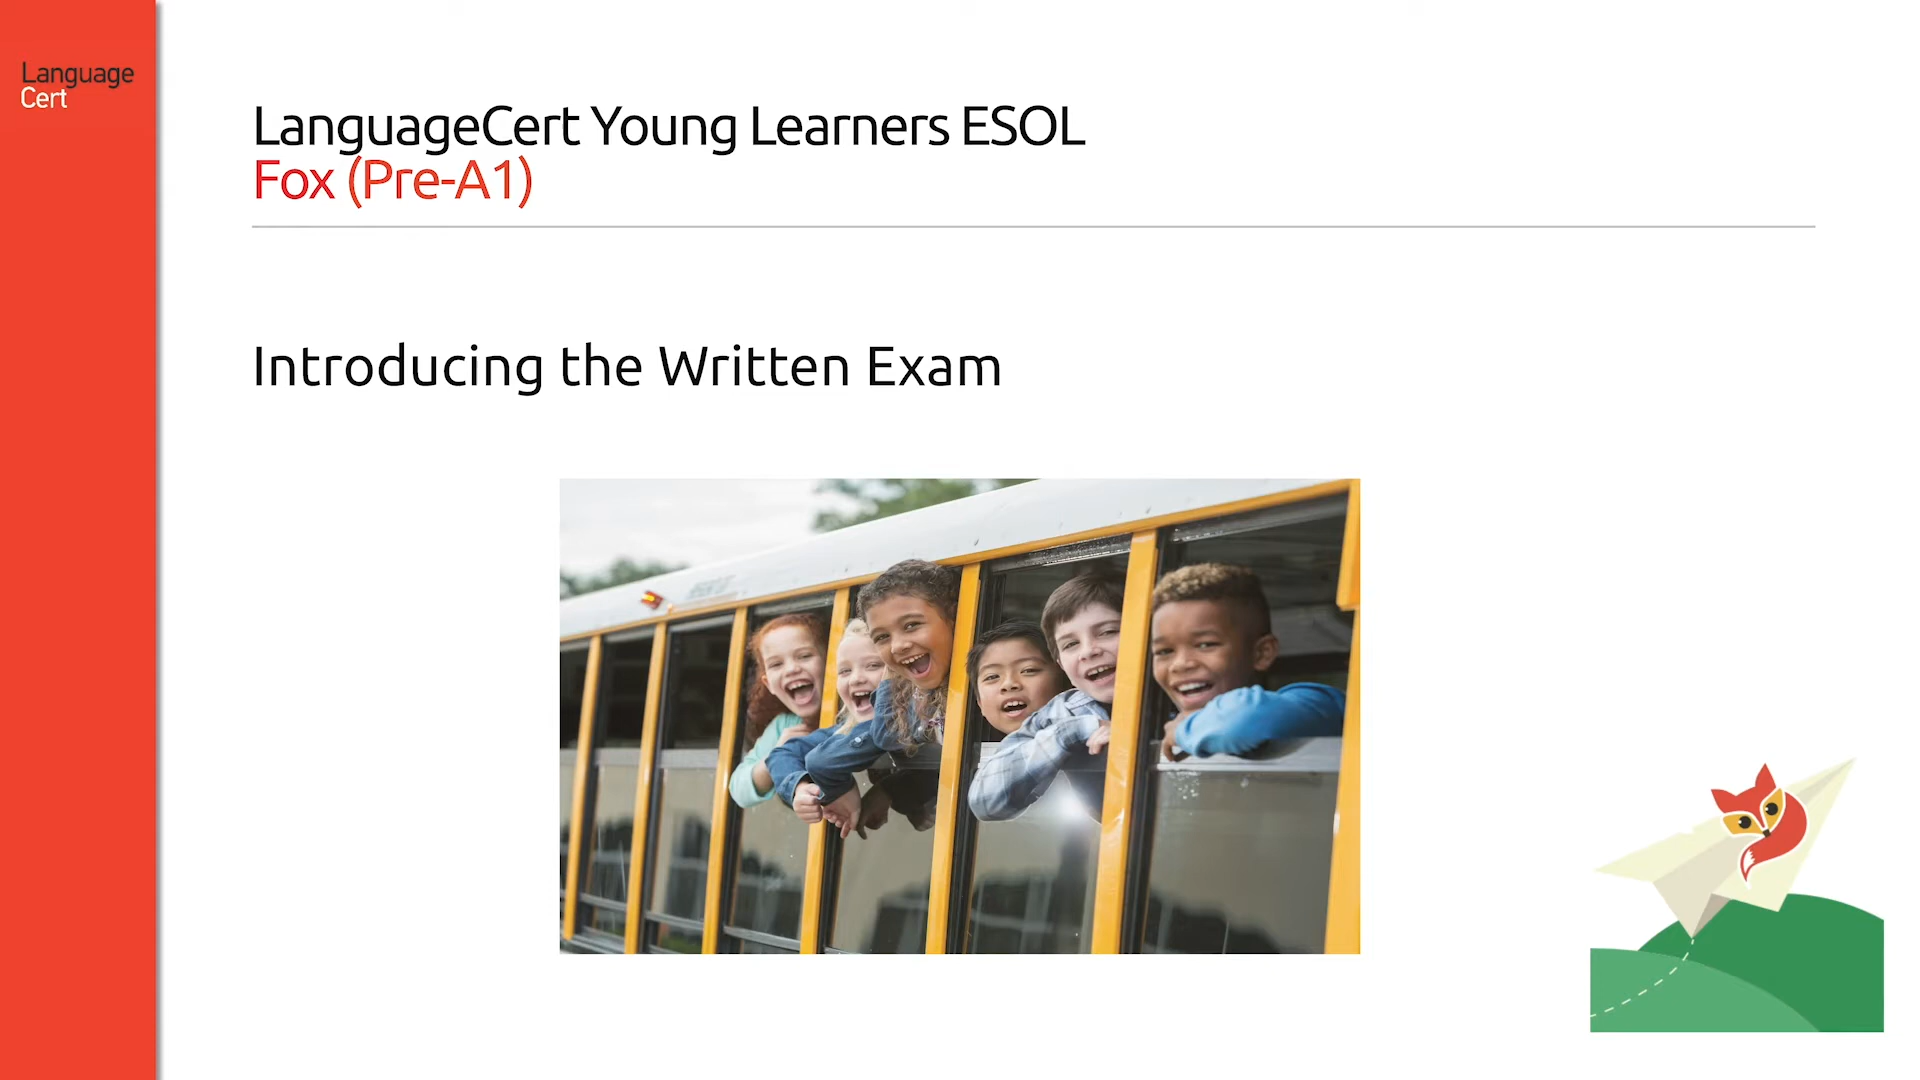 Language
Cert
LanguageCert Young Learners ESOL
Fox (Pre-A1)
Introducing the Written Exam